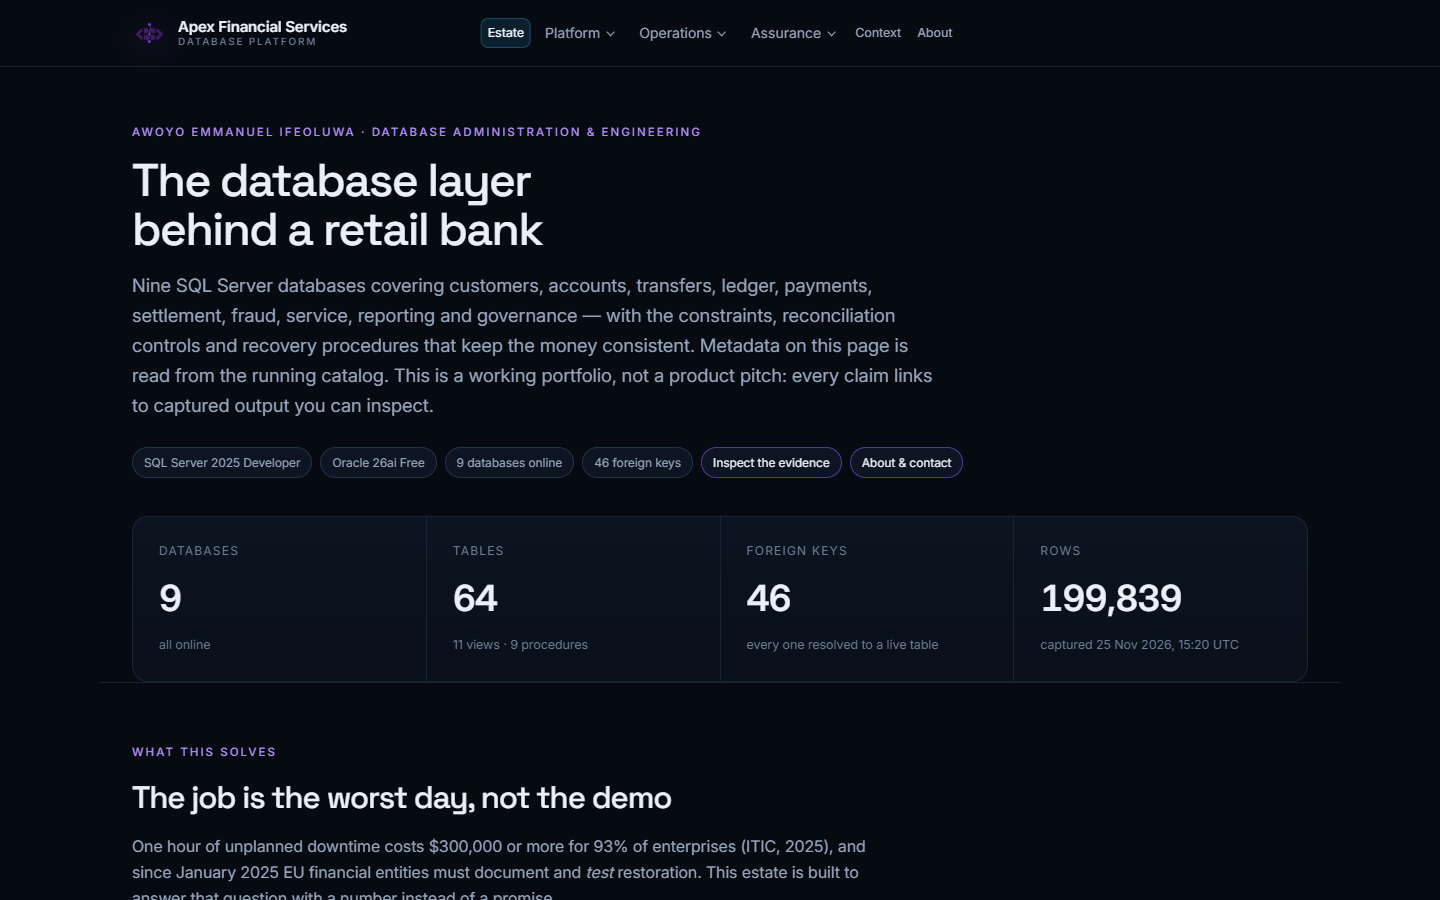 Apex Financial Services
DATABASE PLATFORM
Estate
Platform
Operations
Assurance
Context
About
AWOYO EMMANUEL IFEOLUWA · DATABASE ADMINISTRATION & ENGINEERING
The database layer
behind a retail bank
Nine SQL Server databases covering customers, accounts, transfers, ledger, payments,
settlement, fraud, service, reporting and governance — with the constraints, reconciliation
controls and recovery procedures that keep the money consistent. Metadata on this page is
read from the running catalog. This is a working portfolio, not a product pitch: every claim links
to captured output you can inspect.
SQL Server 2025 Developer
Oracle 26ai Free
9 databases online
46 foreign keys
Inspect the evidence
About & contact
DATABASES
9
all online
TABLES
64
11 views · 9 procedures
FOREIGN KEYS
46
every one resolved to a live table
ROWS
199,839
captured 25 Nov 2026, 15:20 UTC
WHAT THIS SOLVES
The job is the worst day, not the demo
One hour of unplanned downtime costs $300,000 or more for 93% of enterprises (ITIC, 2025), and
since January 2025 EU financial entities must document and test restoration. This estate is built to
answer that question with a number instead of a promise.